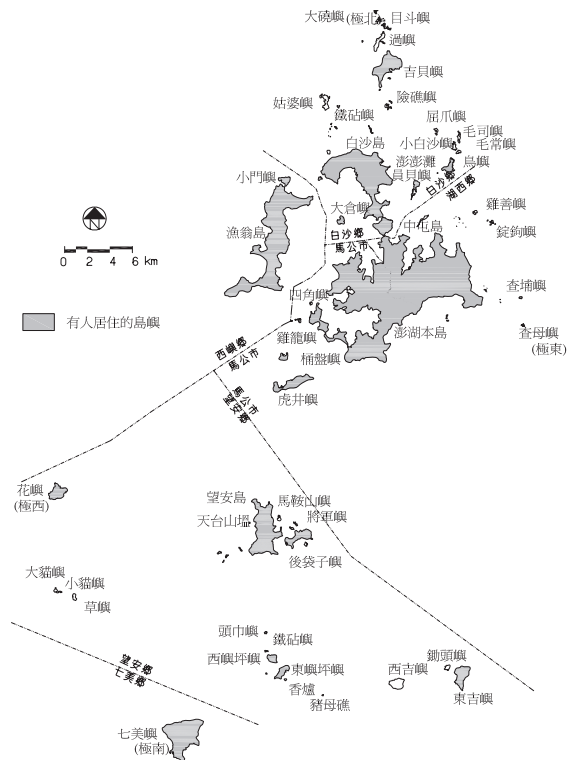 大磽嶼 (極北) 目斗嶼
過嶼
吉貝嶼
姑婆嶼
鐵砧嶼
險礁嶼
屈爪嶼
白沙島
小白沙嶼
毛司嶼
毛常嶼
澎澎灘
員貝嶼
鳥嶼
白沙鄉
湖西鄉
小門嶼
大倉嶼
雞善嶼
中屯島
錠鉤嶼
漁翁島
白沙鄉
馬公市
0 2 4 6 km
四角嶼
查埔嶼
有人居住的島嶼
澎湖本島
查母嶼
(極東)
雞籠嶼
西嶼鄉
馬公市
桶盤嶼
虎井嶼
馬公市
望安鄉
花嶼
(極西)
望安島
馬鞍山嶼
將軍嶼
天台山塭
後袋子嶼
大貓嶼
小貓嶼
草嶼
頭巾嶼
鐵砧嶼
西嶼坪嶼
東嶼坪嶼
香爐
豬母礁
鋤頭嶼
西吉嶼
東吉嶼
望安鄉
七美鄉
七美嶼
(極南)